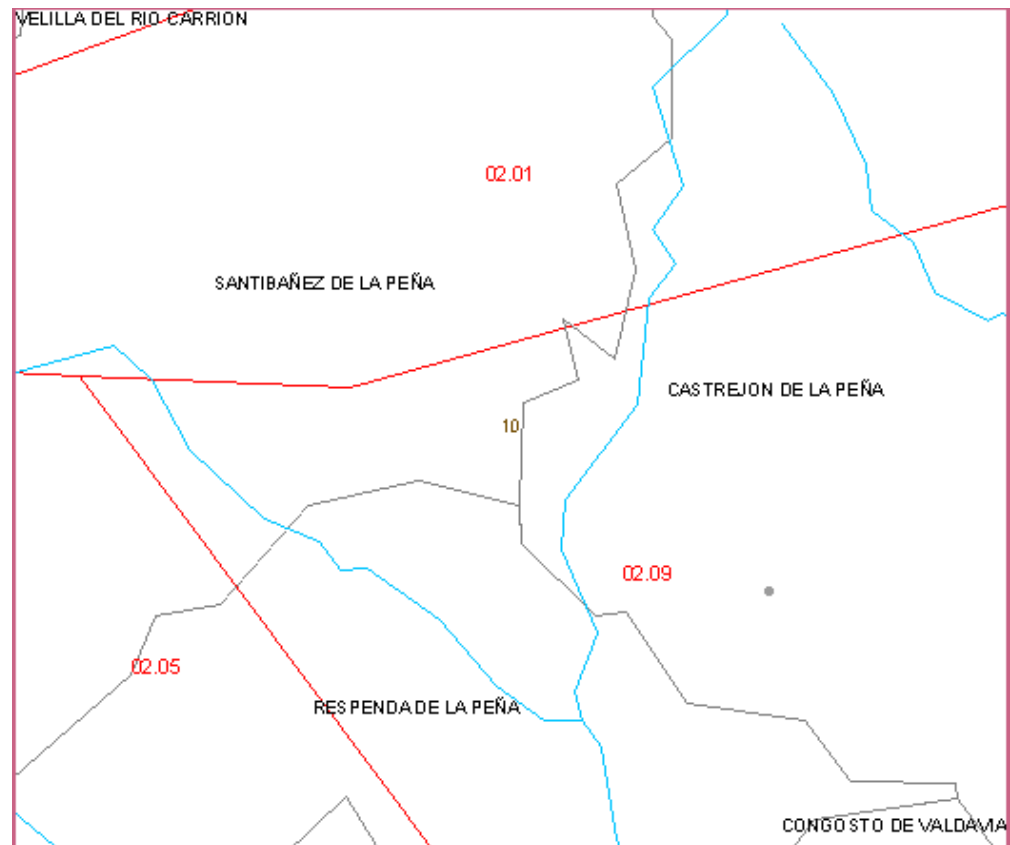 VELILLA DEL RIO CARRION
02.01
SANTIBAÑEZ DE LA PEÑA
CASTREJON DE LA PEÑA
10
02.09
02.05
RESPENDA DE LA PEÑA
CONGOSTO DE VALDAVIA